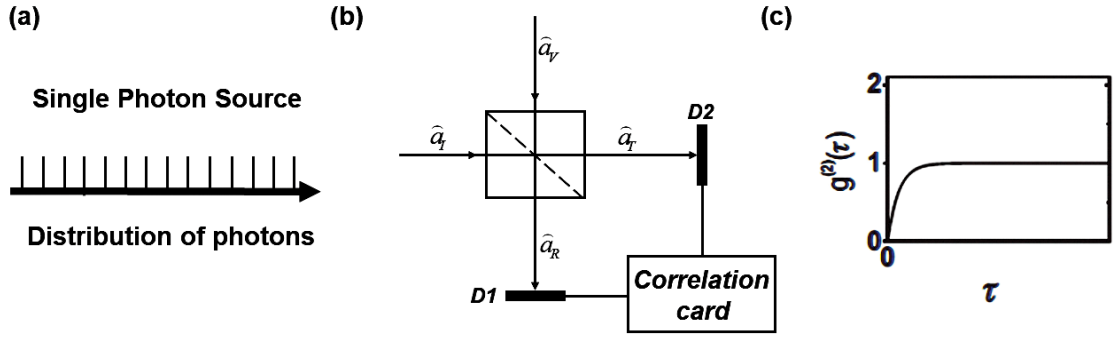 (a)
Single Photon Source
Distribution of photons
(b)
â_V
â_I
â_T
D2
â_R
D1
Correlation
card
(c)
2
1
0
0
g⁽²⁾(τ)
τ